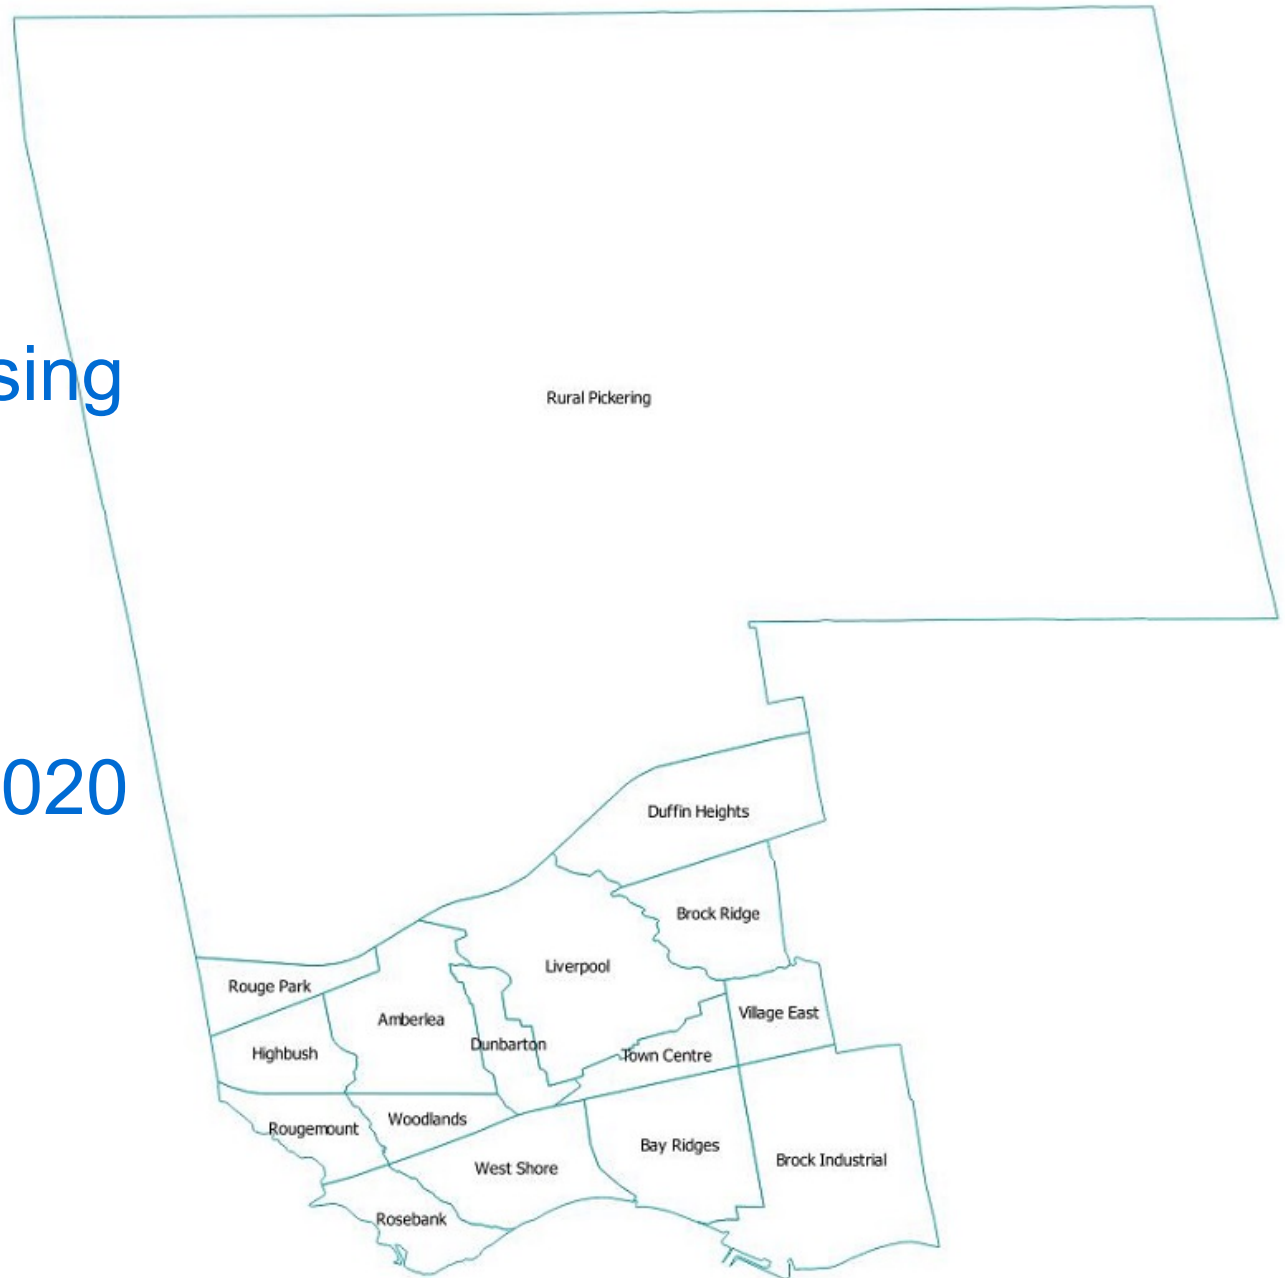 sing
Rural Pickering
020
Duffin Heights
Brock Ridge
Liverpool
Rouge Park
Village East
Amberlea
Dunbarton
Highbush
Town Centre
Woodlands
Rougemount
Bay Ridges
Brock Industrial
West Shore
Rosebank